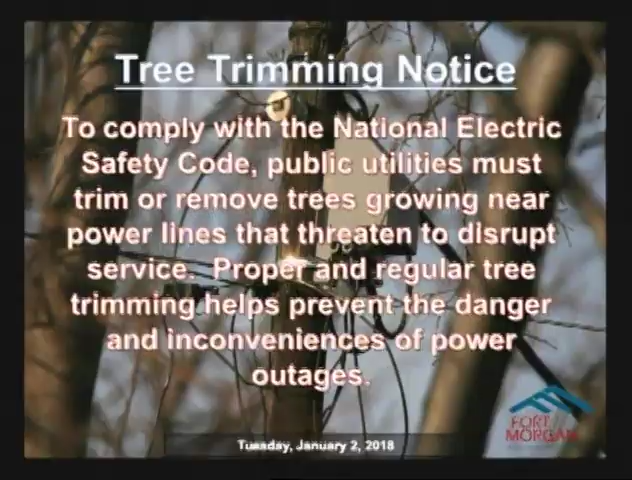 Tree Trimming Notice
To comply with the National Electric
Safety Code, public utilities must
trim or remove trees growing near
power lines that threaten to disrupt
service. Proper and regular tree
trimming helps prevent the danger
and inconveniences of power
outages.
Tuesday, January 2, 2018
FORT
MORGAN